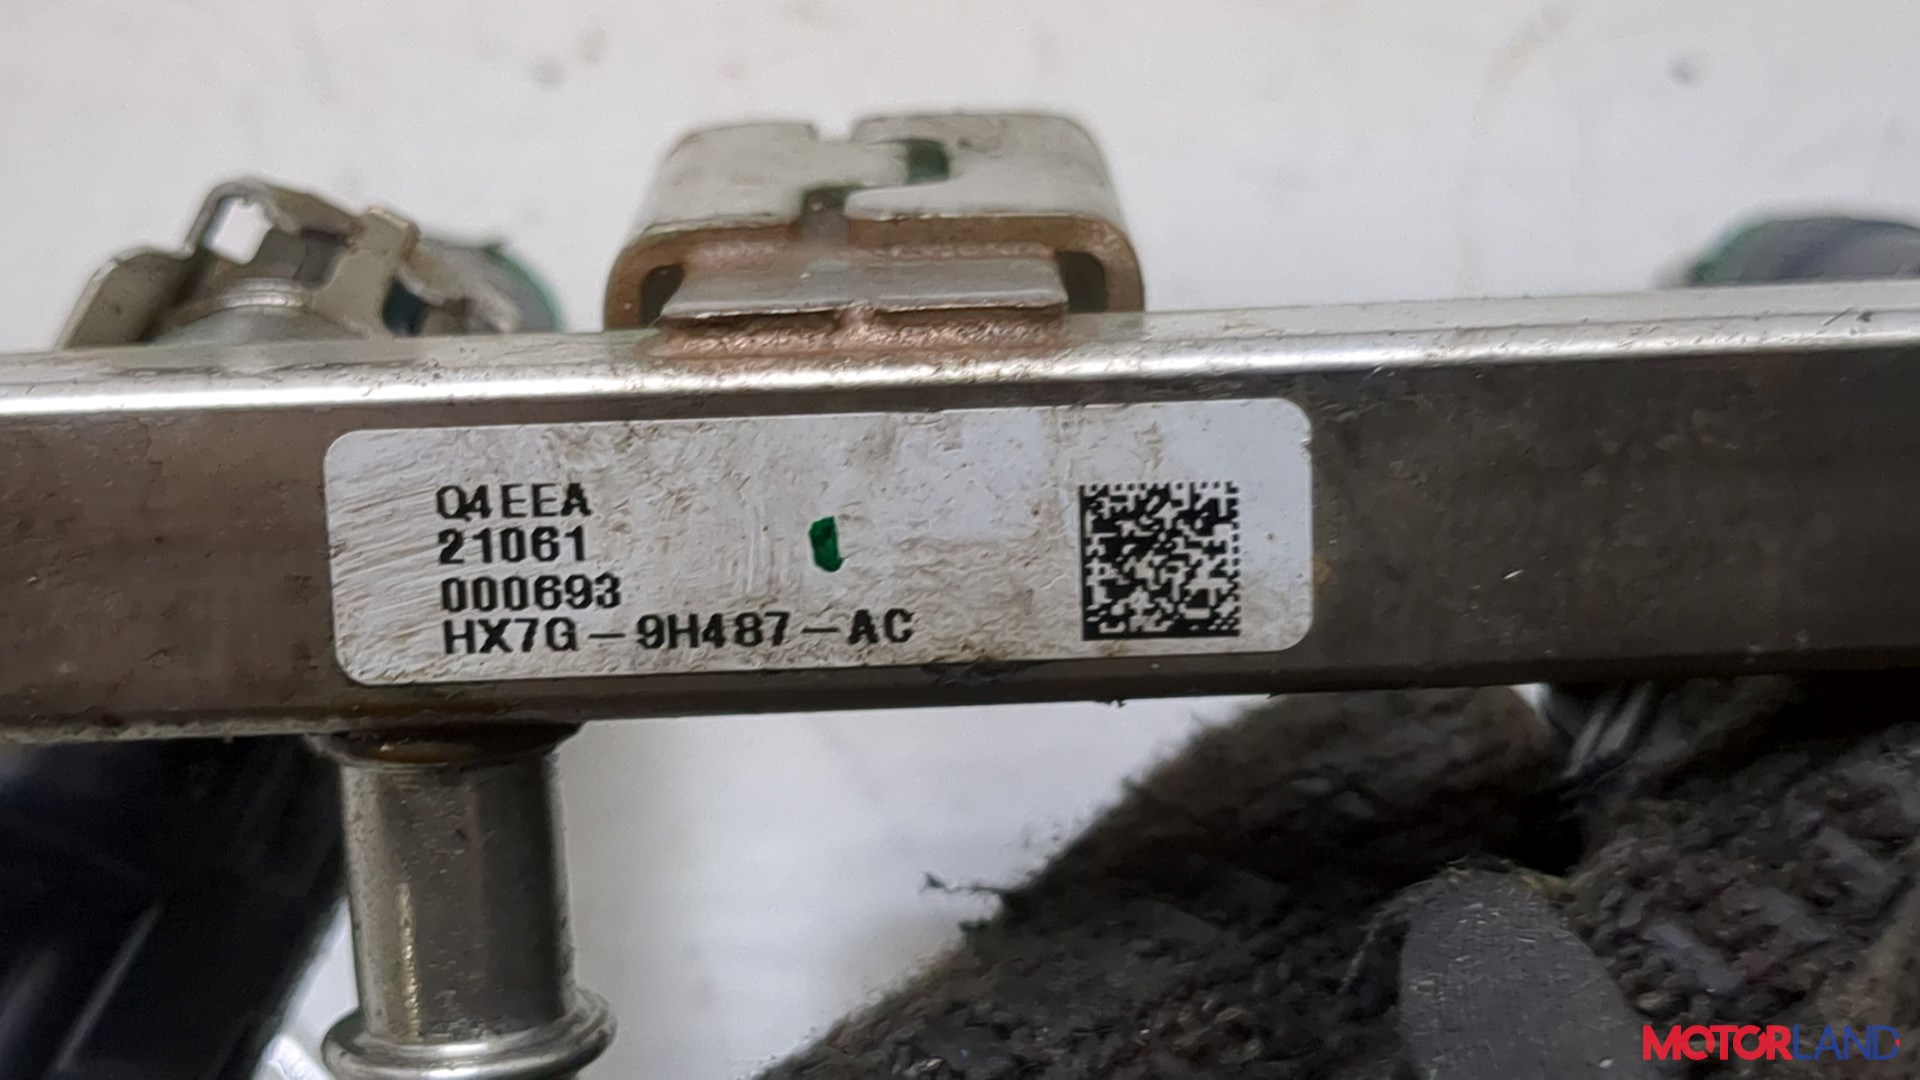 Q4EEA
21061
000693
HX7G-9H487-AC
MOTORLAND